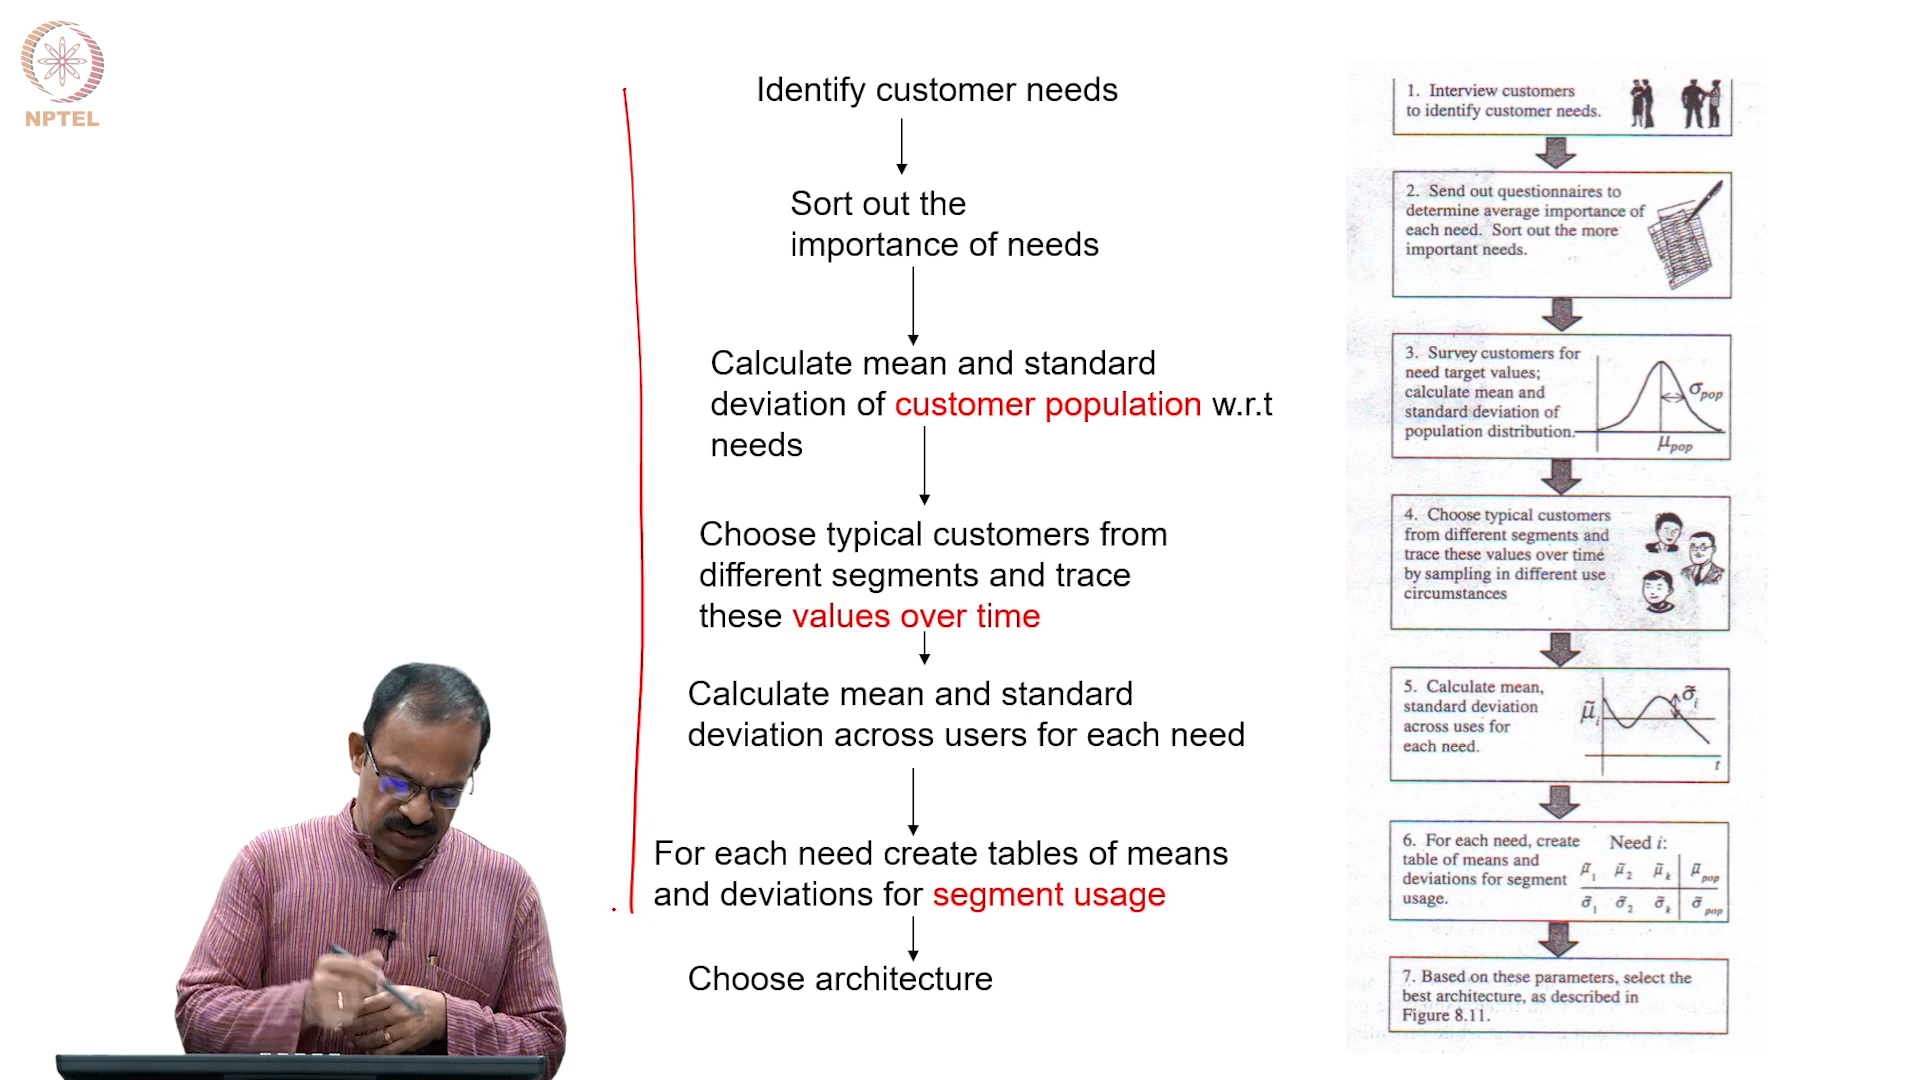 NPTEL
Identify customer needs
Sort out the
importance of needs
Calculate mean and standard
deviation of customer population w.r.t
needs
Choose typical customers from
different segments and trace
these values over time
Calculate mean and standard
deviation across users for each need
For each need create tables of means
and deviations for segment usage
Choose architecture
1. Interview customers
to identify customer needs.
2. Send out questionnaires to
determine average importance of
each need. Sort out the more
important needs.
3. Survey customers for
need target values;
calculate mean and
standard deviation of
population distribution.
σpop
μpop
4. Choose typical customers
from different segments and
trace these values over time
by sampling in different use
circumstances
5. Calculate mean,
standard deviation
across uses for
each need.
μ̃i
σ̃i
t
6. For each need, create
table of means and
deviations for segment
usage.
Need i:
μ̃1 μ̃2 μ̃k μ̃pop
σ̃1 σ̃2 σ̃k σ̃pop
7. Based on these parameters, select the
best architecture, as described in
Figure 8.11.